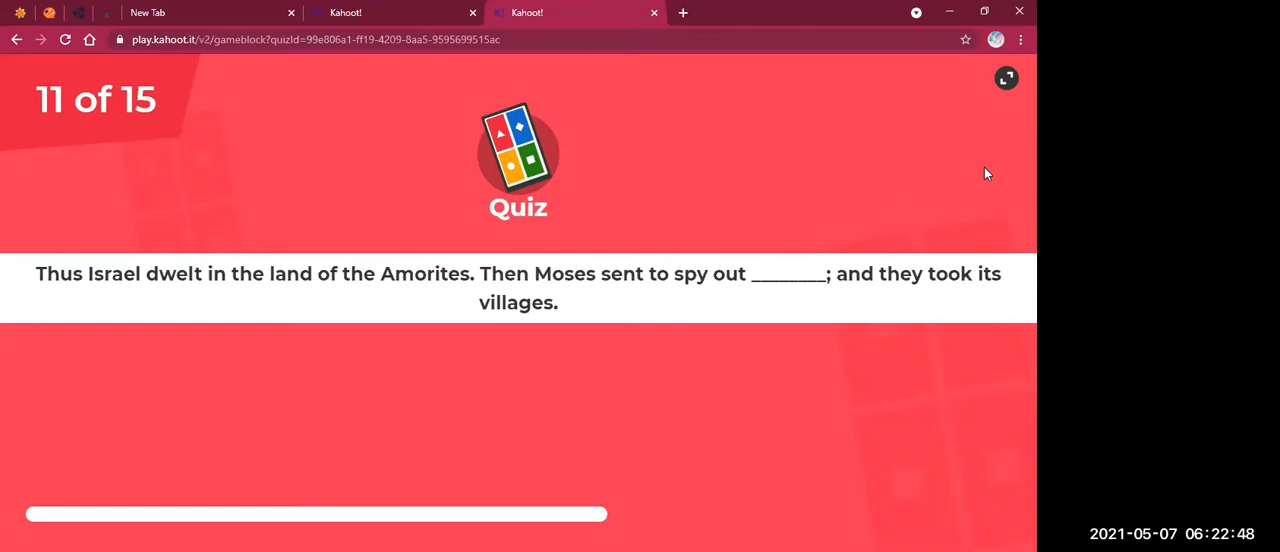 New Tab
Kahoot!
Kahoot!
play.kahoot.it/v2/gameblock?quizId=99e806a1-ff19-4209-8aa5-9595699515ac
11 of 15
Quiz
Thus Israel dwelt in the land of the Amorites. Then Moses sent to spy out ________; and they took its
villages.
2021-05-07 06:22:48